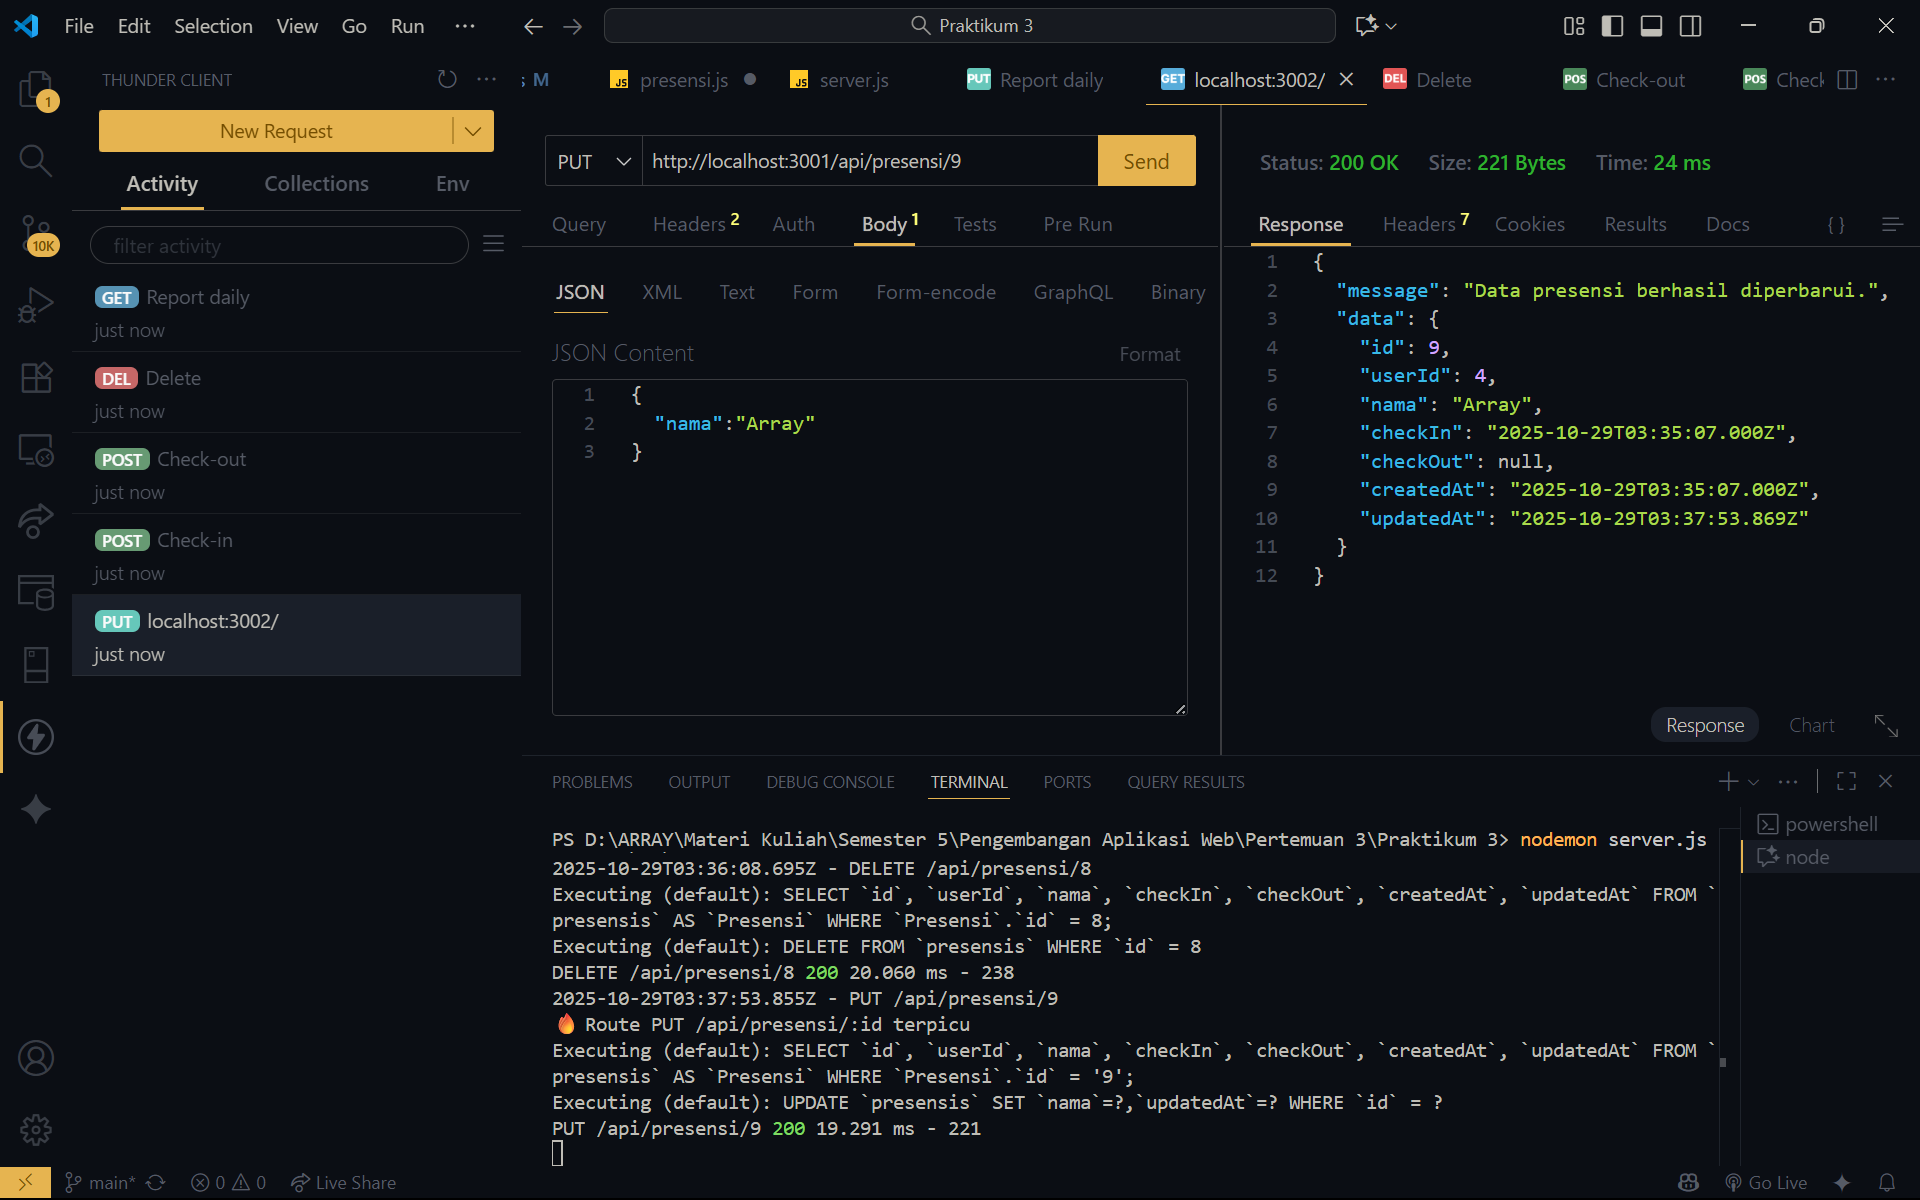 File Edit Selection View Go Run ···
Praktikum 3
THUNDER CLIENT
s M
JS presensi.js
JS server.js
PUT Report daily
GET localhost:3002/
DEL Delete
POS Check-out
POS Check
1
10K
New Request
Activity Collections Env
filter activity
GET Report daily
just now
DEL Delete
just now
POST Check-out
just now
POST Check-in
just now
PUT localhost:3002/
just now
PUT http://localhost:3001/api/presensi/9 Send
Query Headers 2 Auth Body 1 Tests Pre Run
JSON XML Text Form Form-encode GraphQL Binary
JSON Content Format
1 {
2 "nama":"Array"
3 }
Status: 200 OK Size: 221 Bytes Time: 24 ms
Response Headers 7 Cookies Results Docs { }
1 {
2 "message": "Data presensi berhasil diperbarui.",
3 "data": {
4 "id": 9,
5 "userId": 4,
6 "nama": "Array",
7 "checkIn": "2025-10-29T03:35:07.000Z",
8 "checkOut": null,
9 "createdAt": "2025-10-29T03:35:07.000Z",
10 "updatedAt": "2025-10-29T03:37:53.869Z"
11 }
12 }
Response Chart
PROBLEMS OUTPUT DEBUG CONSOLE TERMINAL PORTS QUERY RESULTS
PS D:\ARRAY\Materi Kuliah\Semester 5\Pengembangan Aplikasi Web\Pertemuan 3\Praktikum 3> nodemon server.js
2025-10-29T03:36:08.695Z - DELETE /api/presensi/8
Executing (default): SELECT `id`, `userId`, `nama`, `checkIn`, `checkOut`, `createdAt`, `updatedAt` FROM `
presensis` AS `Presensi` WHERE `Presensi`.`id` = 8;
Executing (default): DELETE FROM `presensis` WHERE `id` = 8
DELETE /api/presensi/8 200 20.060 ms - 238
2025-10-29T03:37:53.855Z - PUT /api/presensi/9
🔥 Route PUT /api/presensi/:id terpicu
Executing (default): SELECT `id`, `userId`, `nama`, `checkIn`, `checkOut`, `createdAt`, `updatedAt` FROM `
presensis` AS `Presensi` WHERE `Presensi`.`id` = '9';
Executing (default): UPDATE `presensis` SET `nama`=?,`updatedAt`=? WHERE `id` = ?
PUT /api/presensi/9 200 19.291 ms - 221
powershell
node
main* 0 0 Live Share
Go Live